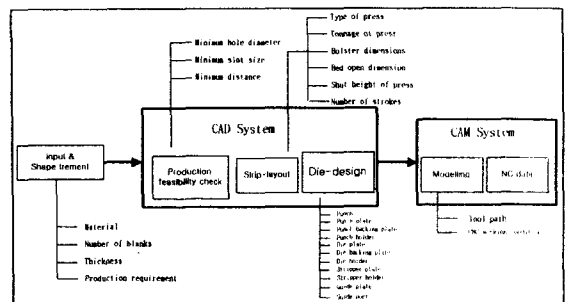 Type of press
Tonnage of press
Bolster dimensions
Bed open dimension
Shut height of press
Number of strokes
Minimum hole diameter
Minimum slot size
Minimum distance
CAD System
CAM System
Input &
Shape trement
Production
feasibility check
Strip-layout
Die-design
Modelling
NC data
Tool path
Material
Number of blanks
Thickness
Production requirement
Punch
Punch plate
Punch backing plate
Punch holder
Die plate
Die backing plate
Die holder
Stripper plate
Stripper holder
Guide plate
Guide post